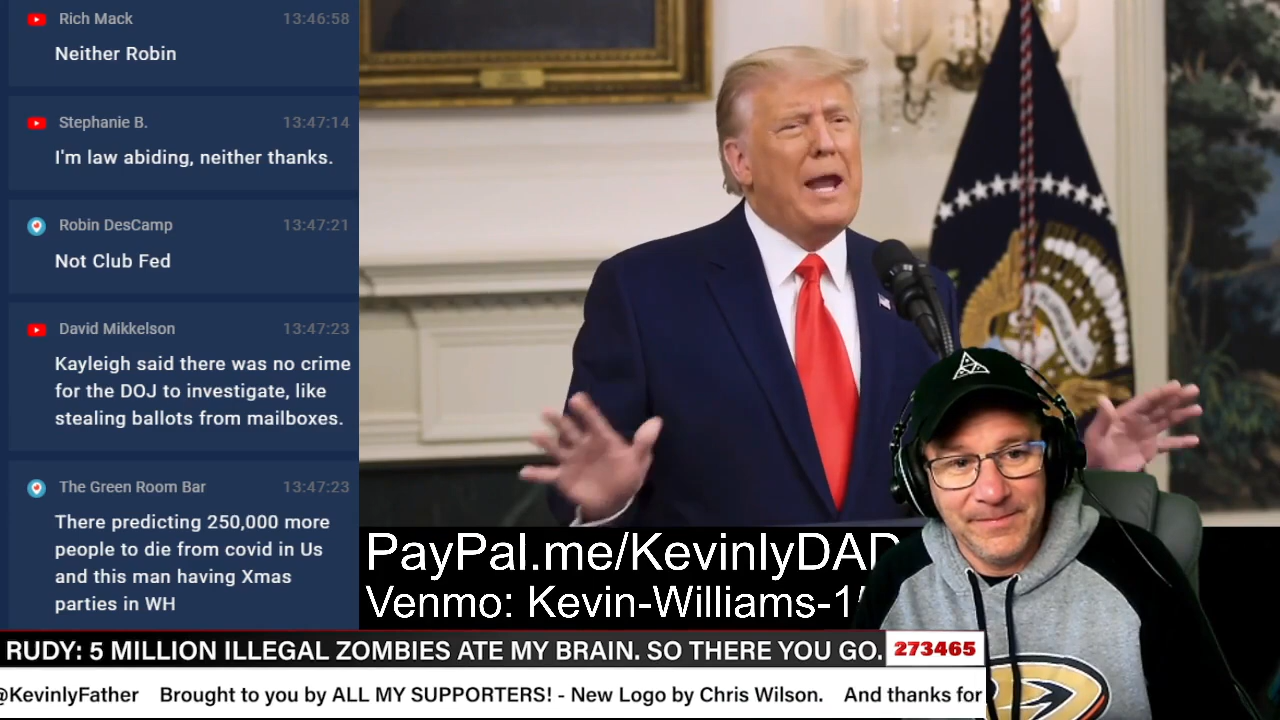 Rich Mack 13:46:58
Neither Robin
Stephanie B. 13:47:14
I'm law abiding, neither thanks.
Robin DesCamp 13:47:21
Not Club Fed
David Mikkelson 13:47:23
Kayleigh said there was no crime
for the DOJ to investigate, like
stealing ballots from mailboxes.
The Green Room Bar 13:47:23
There predicting 250,000 more
people to die from covid in Us
and this man having Xmas
parties in WH
PayPal.me/KevinlyDAD
Venmo: Kevin-Williams-1
RUDY: 5 MILLION ILLEGAL ZOMBIES ATE MY BRAIN. SO THERE YOU GO. 273465
@KevinlyFather Brought to you by ALL MY SUPPORTERS! - New Logo by Chris Wilson. And thanks for